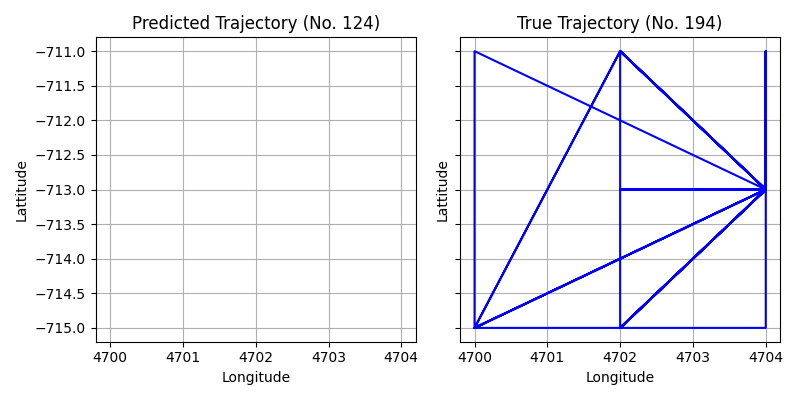 Predicted Trajectory (No. 124)
True Trajectory (No. 194)
−711.0
−711.5
−712.0
−712.5
−713.0
−713.5
−714.0
−714.5
−715.0
Lattitude
Lattitude
4700 4701 4702 4703 4704
4700 4701 4702 4703 4704
Longitude
Longitude